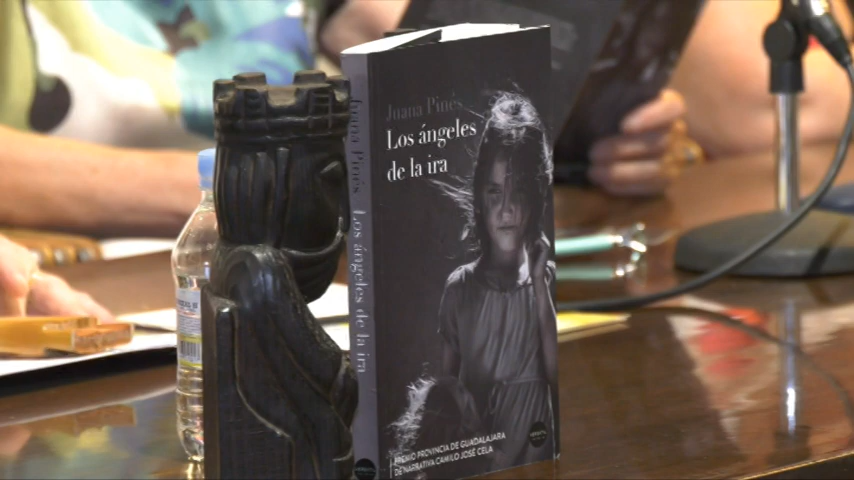 Juana Pinés
Los ángeles
de la ira
Juana Pinés Los ángeles de la ira
PREMIO PROVINCIA DE GUADALAJARA
DE NARRATIVA CAMILO JOSÉ CELA